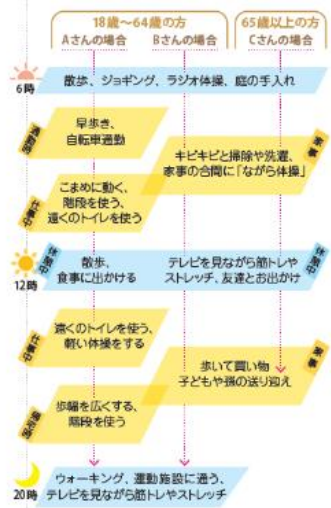 18歳〜64歳の方
65歳以上の方
Aさんの場合
Bさんの場合
Cさんの場合
6時
散歩、ジョギング、ラジオ体操、庭の手入れ
通勤時
早歩き、
自転車通勤
家事
キビキビと掃除や洗濯、
家事の合間に「ながら体操」
仕事中
こまめに動く、
階段を使う、
遠くのトイレを使う
休憩中
12時
散歩、
食事に出かける
テレビを見ながら筋トレや
ストレッチ、友達とお出かけ
休憩中
仕事中
遠くのトイレを使う、
軽い体操をする
家事
歩いて買い物
子どもや孫の送り迎え
帰宅時
歩幅を広くする、
階段を使う
20時
ウォーキング、運動施設に通う、
テレビを見ながら筋トレやストレッチ